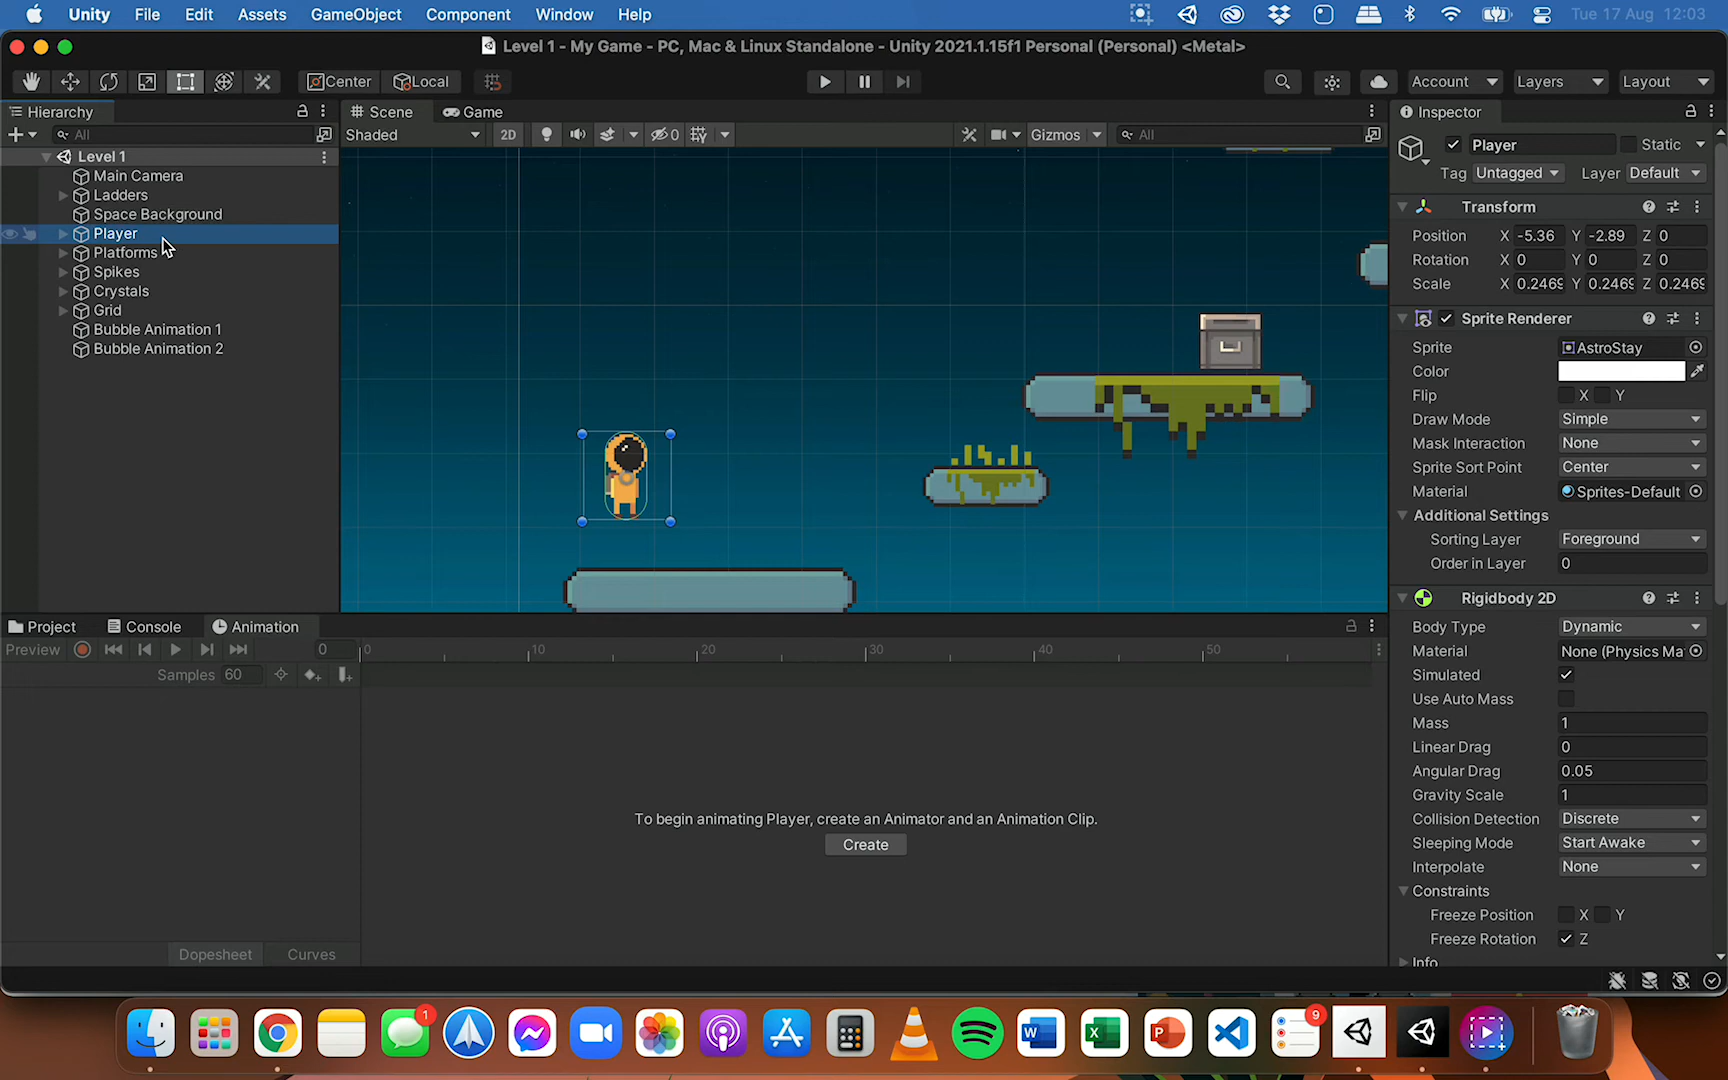 Unity File Edit Assets GameObject Component Window Help Tue 17 Aug 12:03
Level 1 - My Game - PC, Mac & Linux Standalone - Unity 2021.1.15f1 Personal (Personal) <Metal>
Center Local Account Layers Layout
Hierarchy Scene Game Inspector
All Shaded 2D 0 Gizmos All
Player Static
Tag Untagged Layer Default
Level 1
Main Camera
Ladders
Space Background
Player
Platforms
Spikes
Crystals
Grid
Bubble Animation 1
Bubble Animation 2
Transform
Position X -5.36 Y -2.89 Z 0
Rotation X 0 Y 0 Z 0
Scale X 0.2469 Y 0.2469 Z 0.2469
Sprite Renderer
Sprite AstroStay
Color
Flip X Y
Draw Mode Simple
Mask Interaction None
Sprite Sort Point Center
Material Sprites-Default
Additional Settings
Sorting Layer Foreground
Order in Layer 0
Rigidbody 2D
Body Type Dynamic
Material None (Physics Ma
Simulated
Use Auto Mass
Mass 1
Linear Drag 0
Angular Drag 0.05
Gravity Scale 1
Collision Detection Discrete
Sleeping Mode Start Awake
Interpolate None
Constraints
Freeze Position X Y
Freeze Rotation Z
Info
Project Console Animation
Preview 0 0 10 20 30 40 50
Samples 60
To begin animating Player, create an Animator and an Animation Clip.
Create
Dopesheet Curves
1
9
W X P